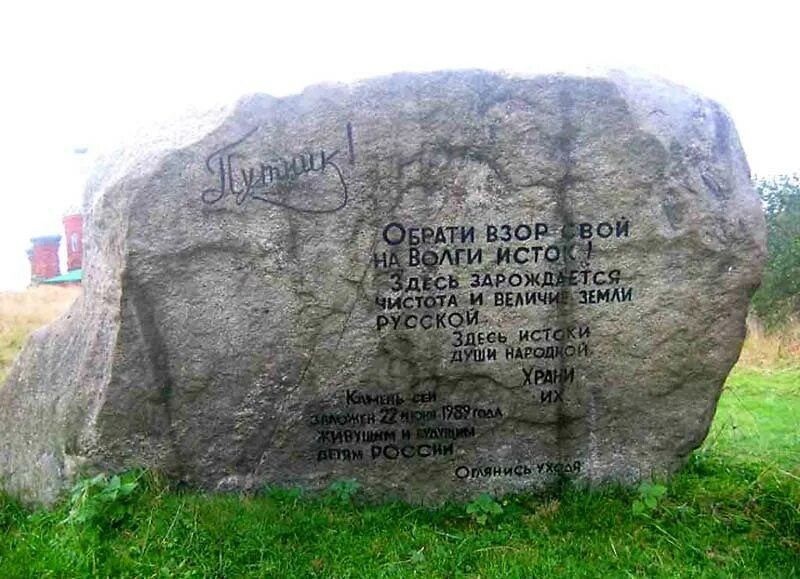 Путник!
Обрати взор свой
на Волги исток!
Здесь зарождается
чистота и величие земли
русской.
Здесь истоки
души народной.
Храни
их
Камень сей
заложен 22 июня 1989 года
живущим и будущим
детям России
Оглянись уходя